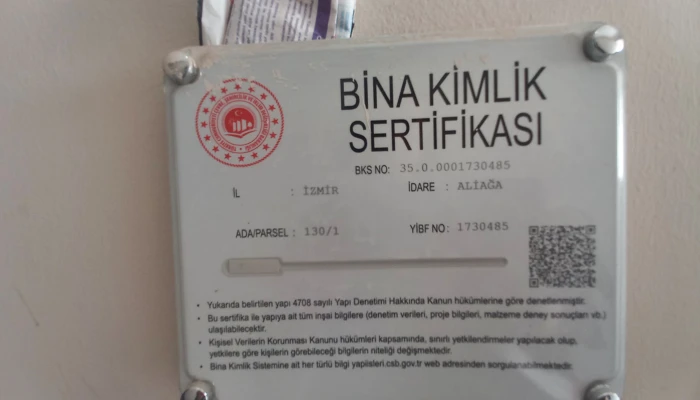 BİNA KİMLİK
SERTİFİKASI
BKS NO: 35.0.0001730485
İL : İZMİR İDARE : ALİAĞA
ADA/PARSEL : 130/1 YİBF NO : 1730485
• Yukarıda belirtilen yapı 4708 sayılı Yapı Denetimi Hakkında Kanun hükümlerine göre denetlenmiştir.
• Bu sertifika ile yapıya ait tüm inşai bilgilere (denetim verileri, proje bilgileri, malzeme deney sonuçları vb.)
ulaşılabilecektir.
• Kişisel Verilerin Korunması Kanunu hükümleri kapsamında, sınırlı yetkilendirmeler yapılacak olup,
yetkilere göre kişilerin görebileceği bilgilerin niteliği değişmektedir.
• Bina Kimlik Sistemine ait her türlü bilgi yapiisleri.csb.gov.tr web adresinden sorgulanabilmektedir.